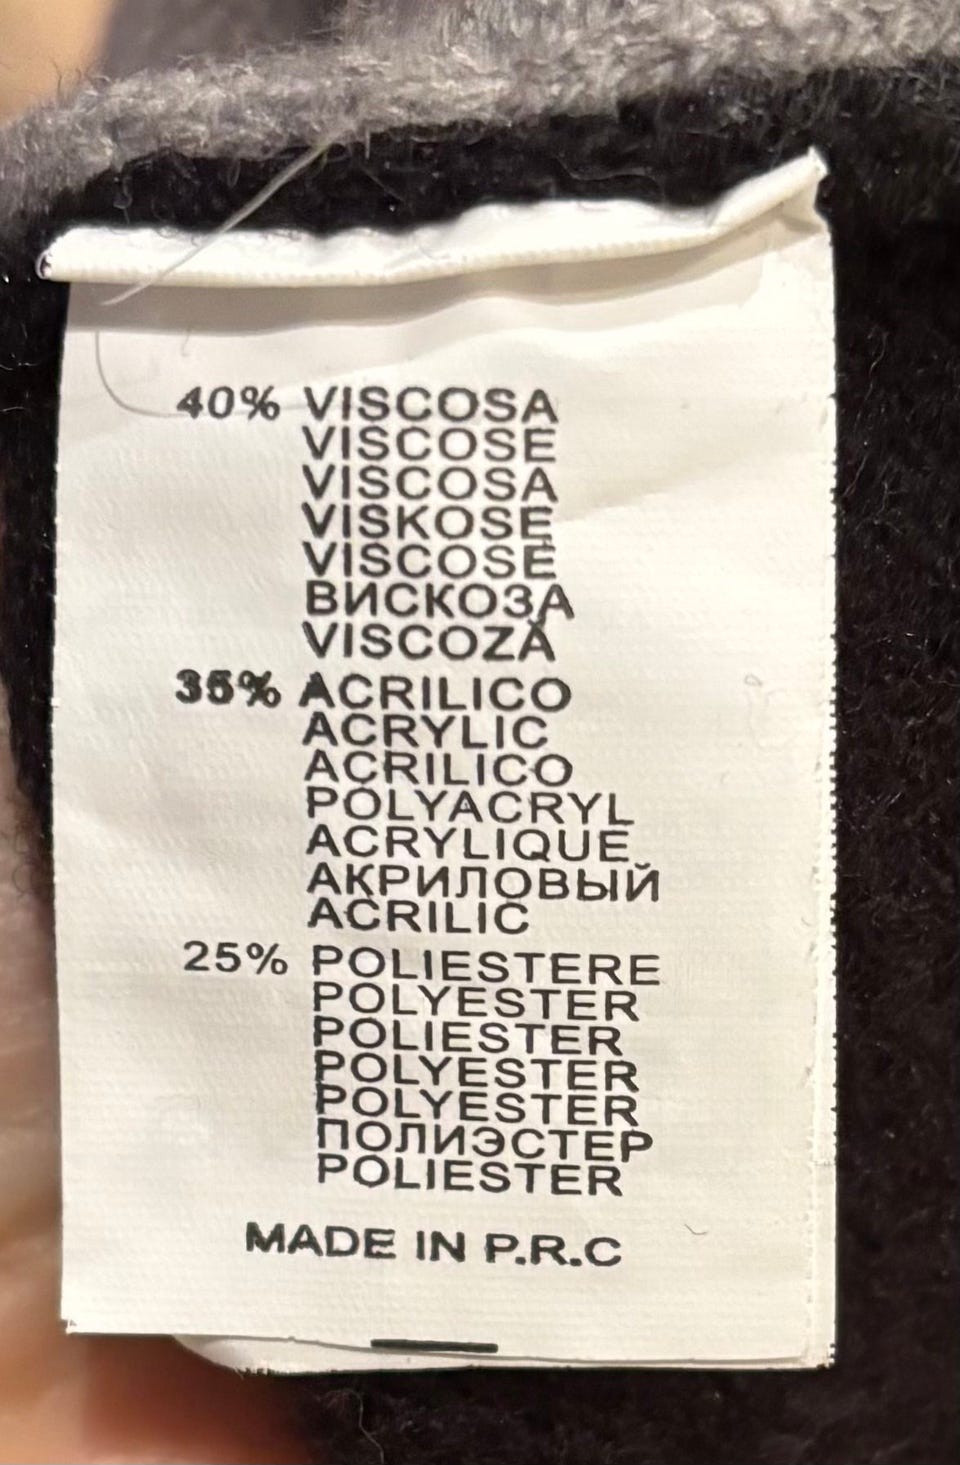 40% VISCOSA
VISCOSE
VISCOSA
VISKOSE
VISCOSE
ВИСКОЗА
VISCOZĂ
35% ACRILICO
ACRYLIC
ACRILICO
POLYACRYL
ACRYLIQUE
АКРИЛОВЫЙ
ACRILIC
25% POLIESTERE
POLYESTER
POLIESTER
POLYESTER
POLYESTER
ПОЛИЭСТЕР
POLIESTER
MADE IN P.R.C